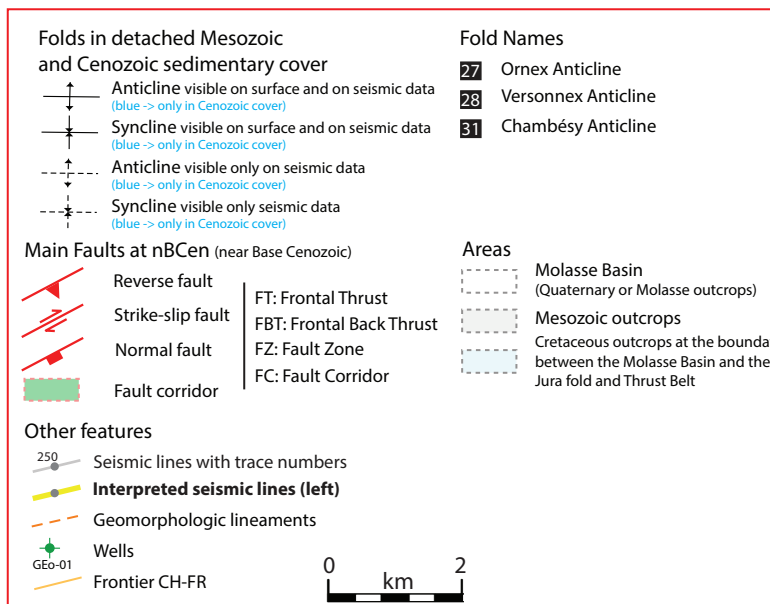 Folds in detached Mesozoic
and Cenozoic sedimentary cover
Anticline visible on surface and on seismic data
(blue -> only in Cenozoic cover)
Syncline visible on surface and on seismic data
(blue -> only in Cenozoic cover)
Anticline visible only on seismic data
(blue -> only in Cenozoic cover)
Syncline visible only seismic data
(blue -> only in Cenozoic cover)
Fold Names
27 Ornex Anticline
28 Versonnex Anticline
31 Chambésy Anticline
Main Faults at nBCen (near Base Cenozoic)
Reverse fault
Strike-slip fault
Normal fault
Fault corridor
FT: Frontal Thrust
FBT: Frontal Back Thrust
FZ: Fault Zone
FC: Fault Corridor
Areas
Molasse Basin
(Quaternary or Molasse outcrops)
Mesozoic outcrops
Cretaceous outcrops at the bounda
between the Molasse Basin and the
Jura fold and Thrust Belt
Other features
250 Seismic lines with trace numbers
Interpreted seismic lines (left)
Geomorphologic lineaments
Wells
GEo-01
Frontier CH-FR
0 2
km